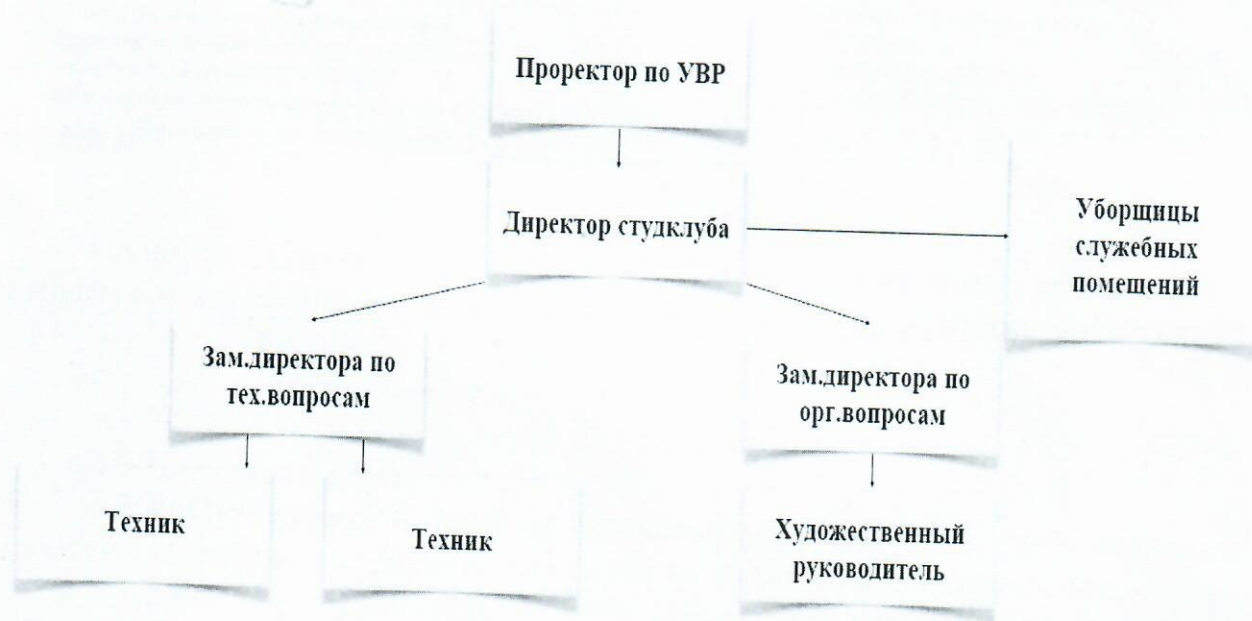 Проректор по УВР
Директор студклуба
Уборщицы
служебных
помещений
Зам.директора по
тех.вопросам
Зам.директора по
орг.вопросам
Техник
Техник
Художественный
руководитель